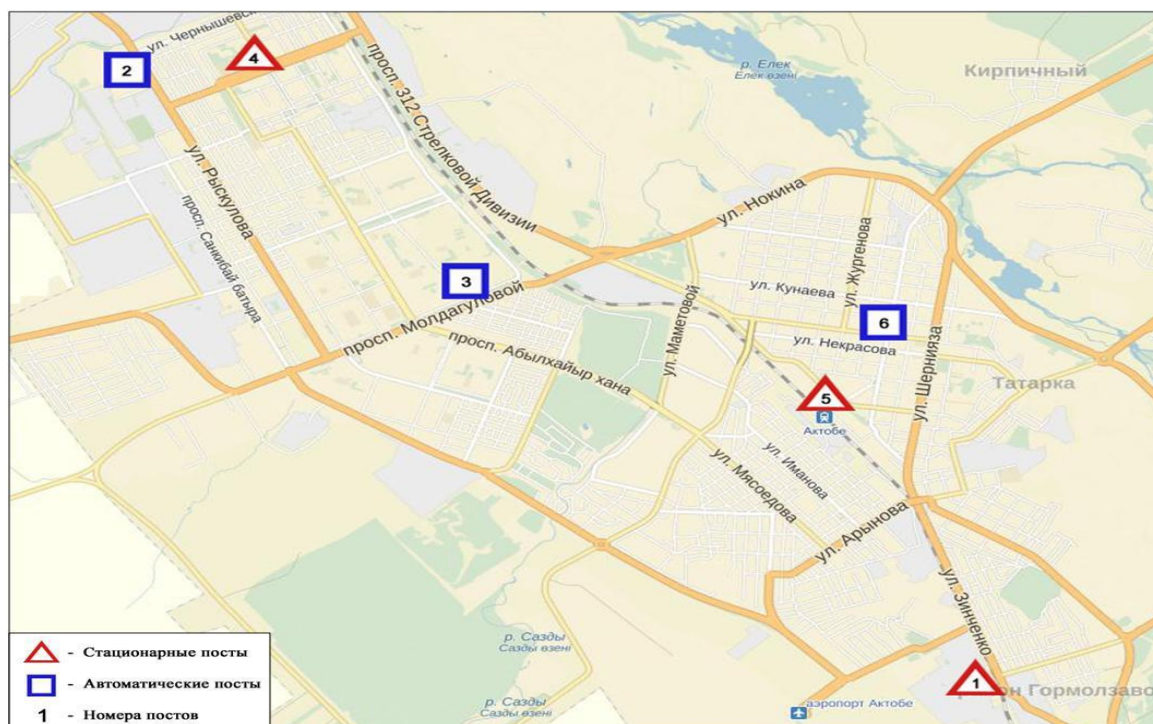 ул. Чернышевск
2
4
просп. 312 Стрелковой Дивизии
р. Елек
Елек өзені
Кирпичный
ул. Рыскулова
просп. Санкибай батыра
ул. Нокина
3
просп. Молдагуловой
ул. Жургенова
ул. Кунаева
6
ул. Маметовой
ул. Некрасова
просп. Абылхайыр хана
ул. Шернияза
Татарка
5
Актобе
ул. Иманова
ул. Мясоедова
ул. Арынова
ул. Зинченко
р. Сазды
Сазды өзені
р. Сазды
Сазды өзені
1
район Гормолзаво
аэропорт Актобе
- Стационарные посты
- Автоматические посты
1 - Номера постов